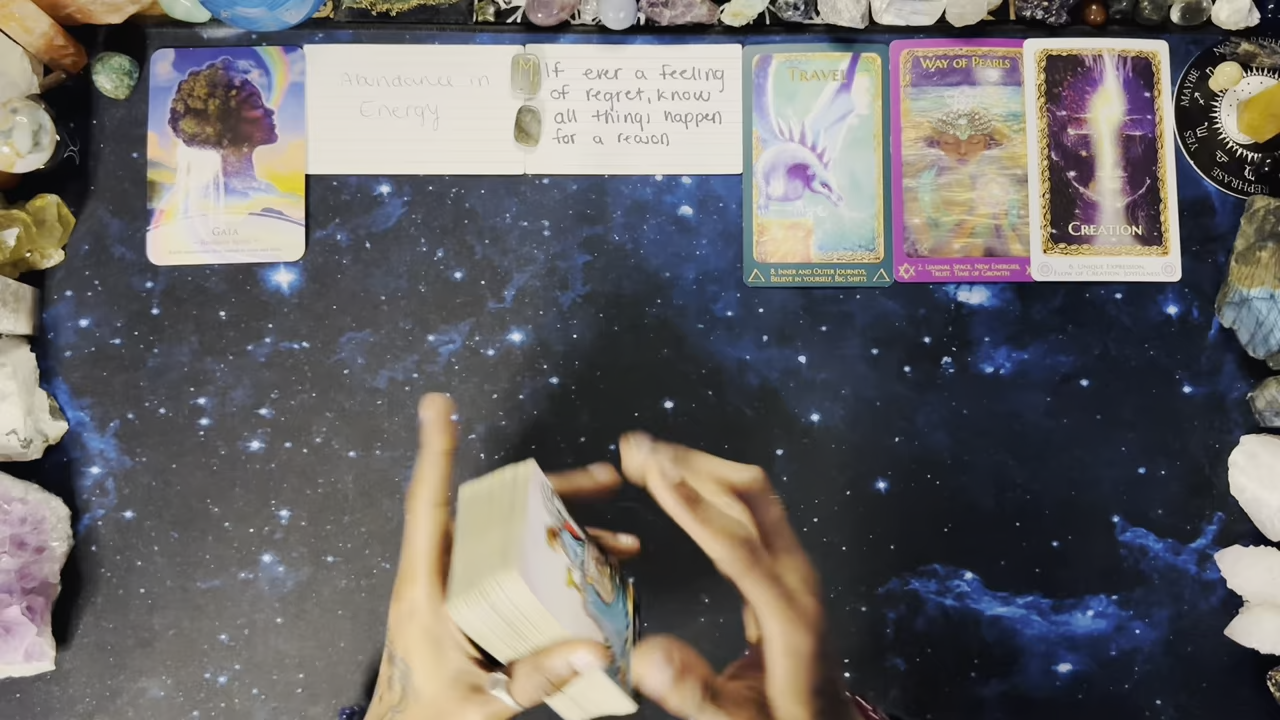 GAIA
Abundance in
Energy
M
If ever a feeling
of regret, know
all things happen
for a reason
TRAVEL
8. INNER AND OUTER JOURNEYS,
BELIEVE IN YOURSELF, BIG SHIFTS
WAY OF PEARLS
2. LIMINAL SPACE, NEW ENERGIES,
TRUST. TIME OF GROWTH
CREATION
6. UNIQUE EXPRESSION,
FLOW OF CREATION
MAYBE
YES
REPHRASE